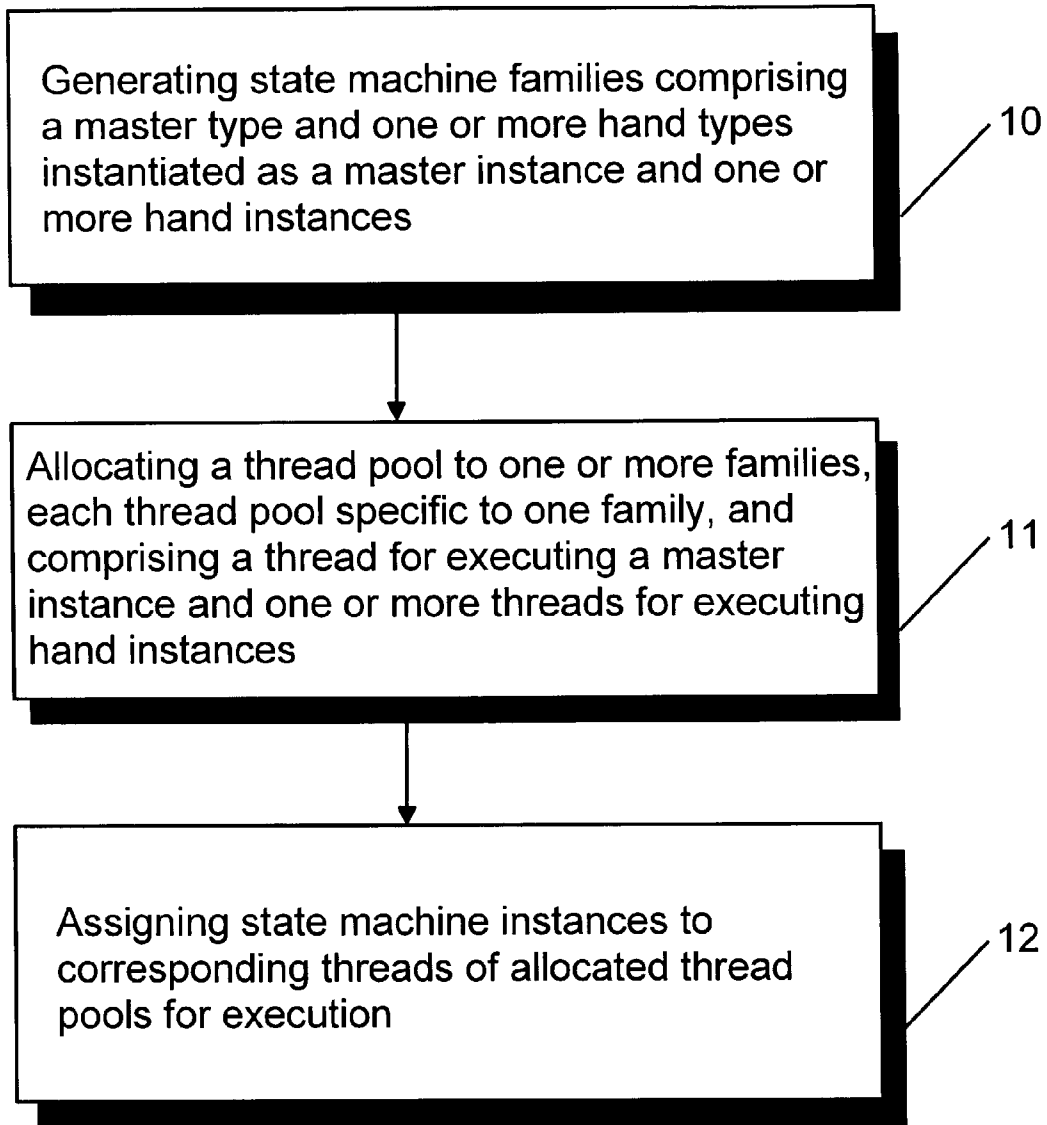 Generating state machine families comprising
a master type and one or more hand types
instantiated as a master instance and one or
more hand instances
10
Allocating a thread pool to one or more families,
each thread pool specific to one family, and
comprising a thread for executing a master
instance and one or more threads for executing
hand instances
11
Assigning state machine instances to
corresponding threads of allocated thread
pools for execution
12